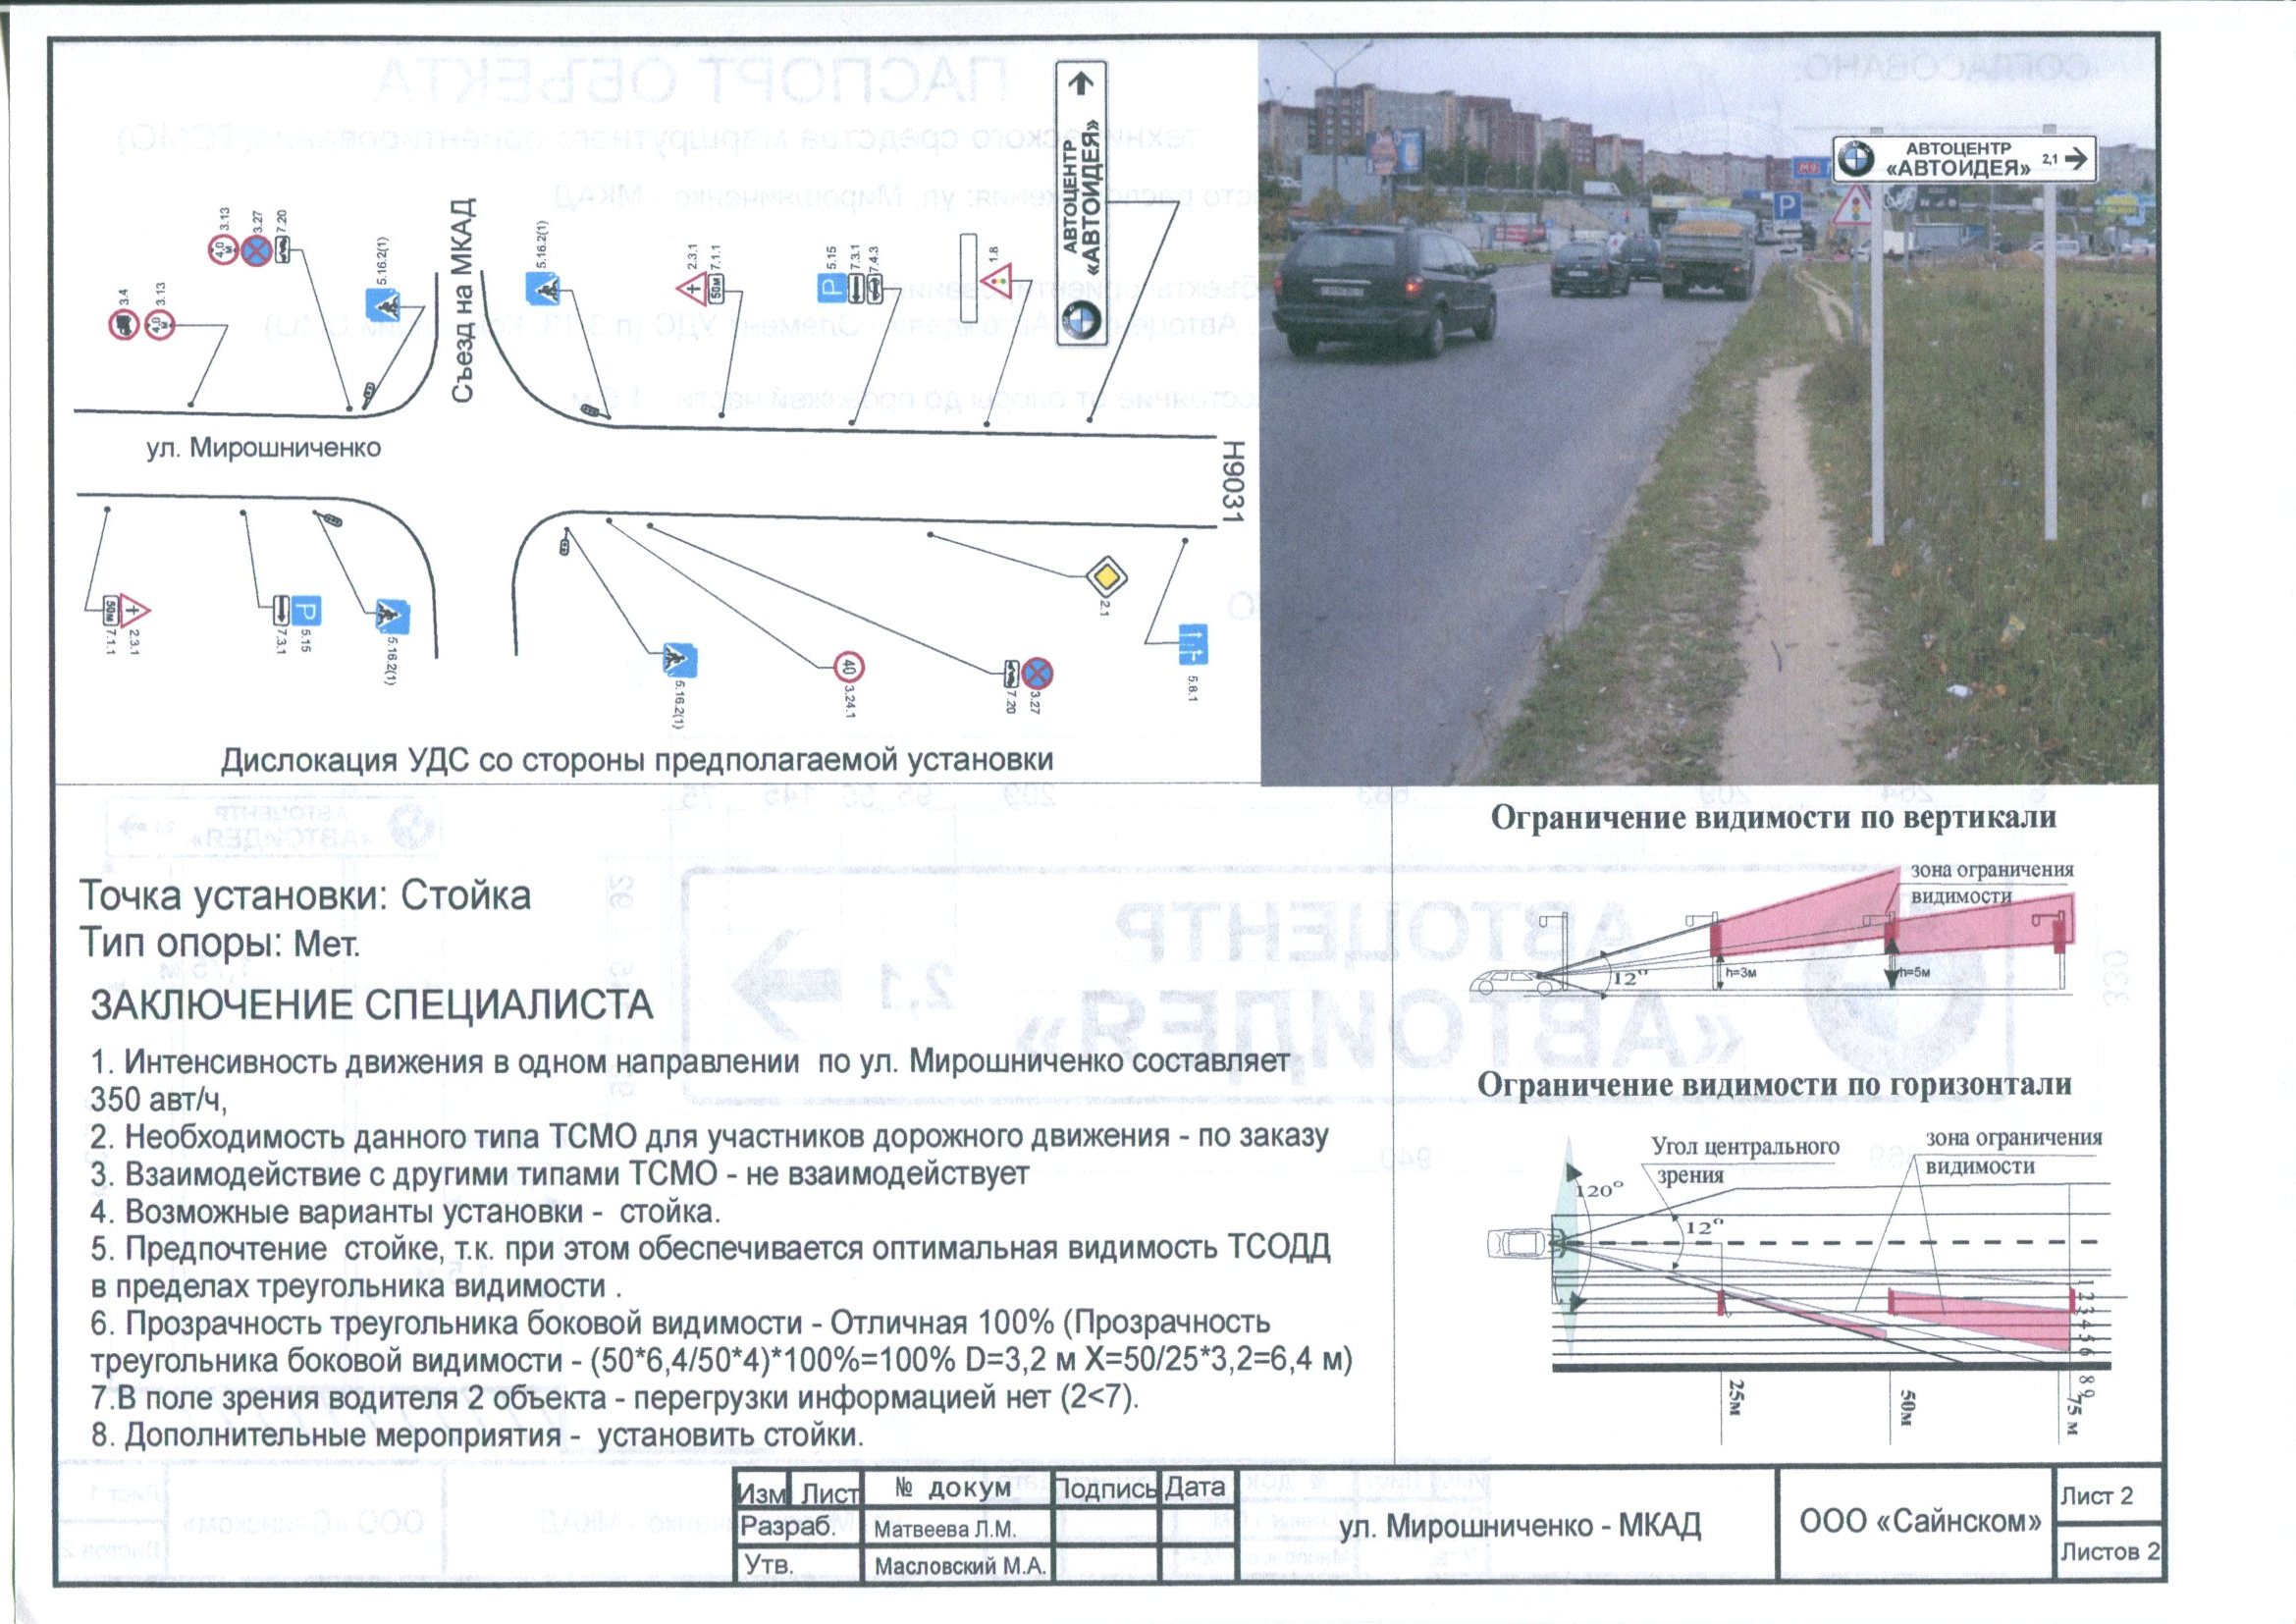 АВТОЦЕНТР
«АВТОИДЕЯ»
Съезд на МКАД
3.13
3.27
7.20
3.4
3.13
5.16.2(1)
5.16.2(1)
2.3.1
7.1.1
50м
5.15
7.3.1
7.4.3
P
1.8
ул. Мирошниченко
Н9031
50м
7.1.1
2.3.1
7.3.1
5.15
P
5.16.2(1)
5.16.2(1)
40
3.24.1
7.20
3.27
2.1
5.8.1
Дислокация УДС со стороны предполагаемой установки
АВТОЦЕНТР
«АВТОИДЕЯ» 2,1
М9
P
Точка установки: Стойка
Тип опоры: Мет.
ЗАКЛЮЧЕНИЕ СПЕЦИАЛИСТА
1. Интенсивность движения в одном направлении по ул. Мирошниченко составляет
350 авт/ч,
2. Необходимость данного типа ТСМО для участников дорожного движения - по заказу
3. Взаимодействие с другими типами ТСМО - не взаимодействует
4. Возможные варианты установки - стойка.
5. Предпочтение стойке, т.к. при этом обеспечивается оптимальная видимость ТСОДД
в пределах треугольника видимости .
6. Прозрачность треугольника боковой видимости - Отличная 100% (Прозрачность
треугольника боковой видимости - (50*6,4/50*4)*100%=100% D=3,2 м X=50/25*3,2=6,4 м)
7.В поле зрения водителя 2 объекта - перегрузки информацией нет (2<7).
8. Дополнительные мероприятия - установить стойки.
Ограничение видимости по вертикали
зона ограничения
видимости
12°
h=3м
h=5м
Ограничение видимости по горизонтали
Угол центрального
зрения
зона ограничения
видимости
120°
12°
1 2 3 4 5 6 8 9
25м
50м
75 м
Изм Лист № докум Подпись Дата
Разраб. Матвеева Л.М.
Утв. Масловский М.А.
ул. Мирошниченко - МКАД
ООО «Сайнском»
Лист 2
Листов 2